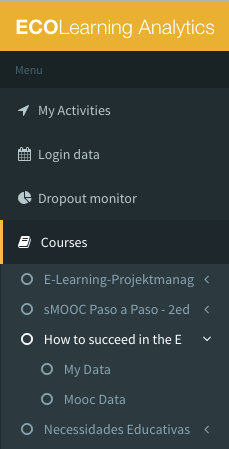 ECOLearning Analytics
Menu
My Activities
Login data
Dropout monitor
Courses
E-Learning-Projektmanag
sMOOC Paso a Paso - 2ed
How to succeed in the E
My Data
Mooc Data
Necessidades Educativas